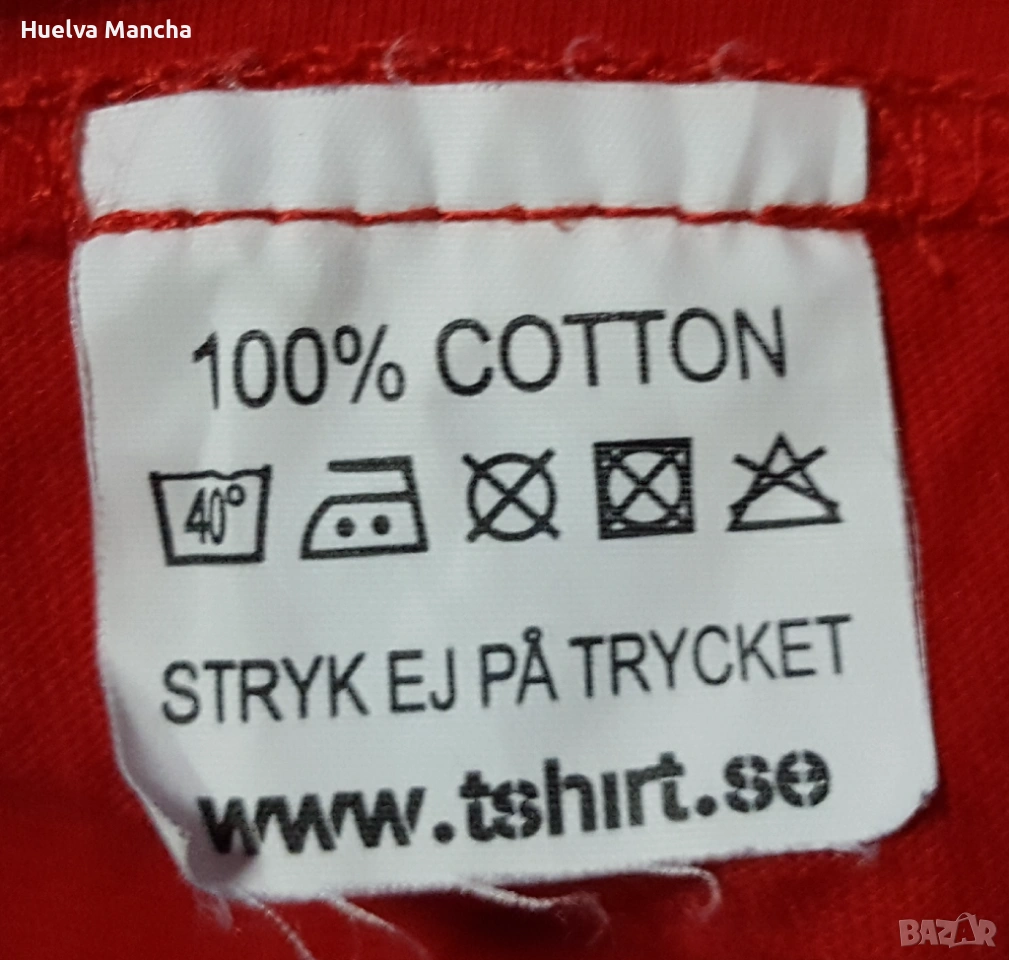 Huelva Mancha
100% COTTON
40°
STRYK EJ PÅ TRYCKET
www.tshirt.se
BAZAR